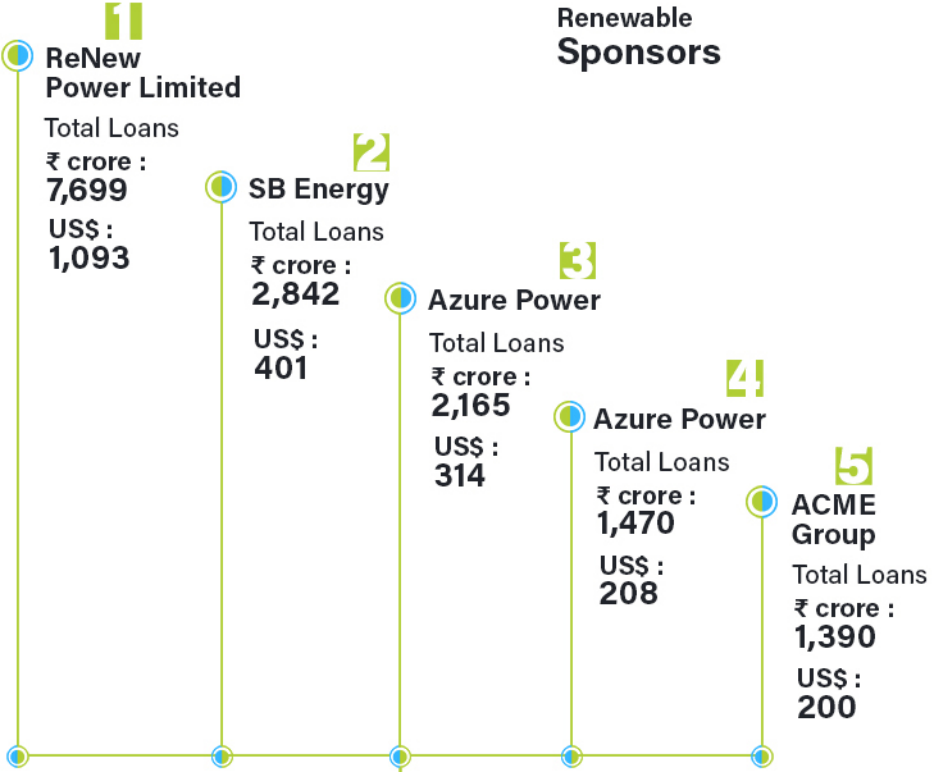 Renewable
Sponsors
1
ReNew
Power Limited
Total Loans
₹ crore :
7,699
US$ :
1,093
2
SB Energy
Total Loans
₹ crore :
2,842
US$ :
401
3
Azure Power
Total Loans
₹ crore :
2,165
US$ :
314
4
Azure Power
Total Loans
₹ crore :
1,470
US$ :
208
5
ACME
Group
Total Loans
₹ crore :
1,390
US$ :
200